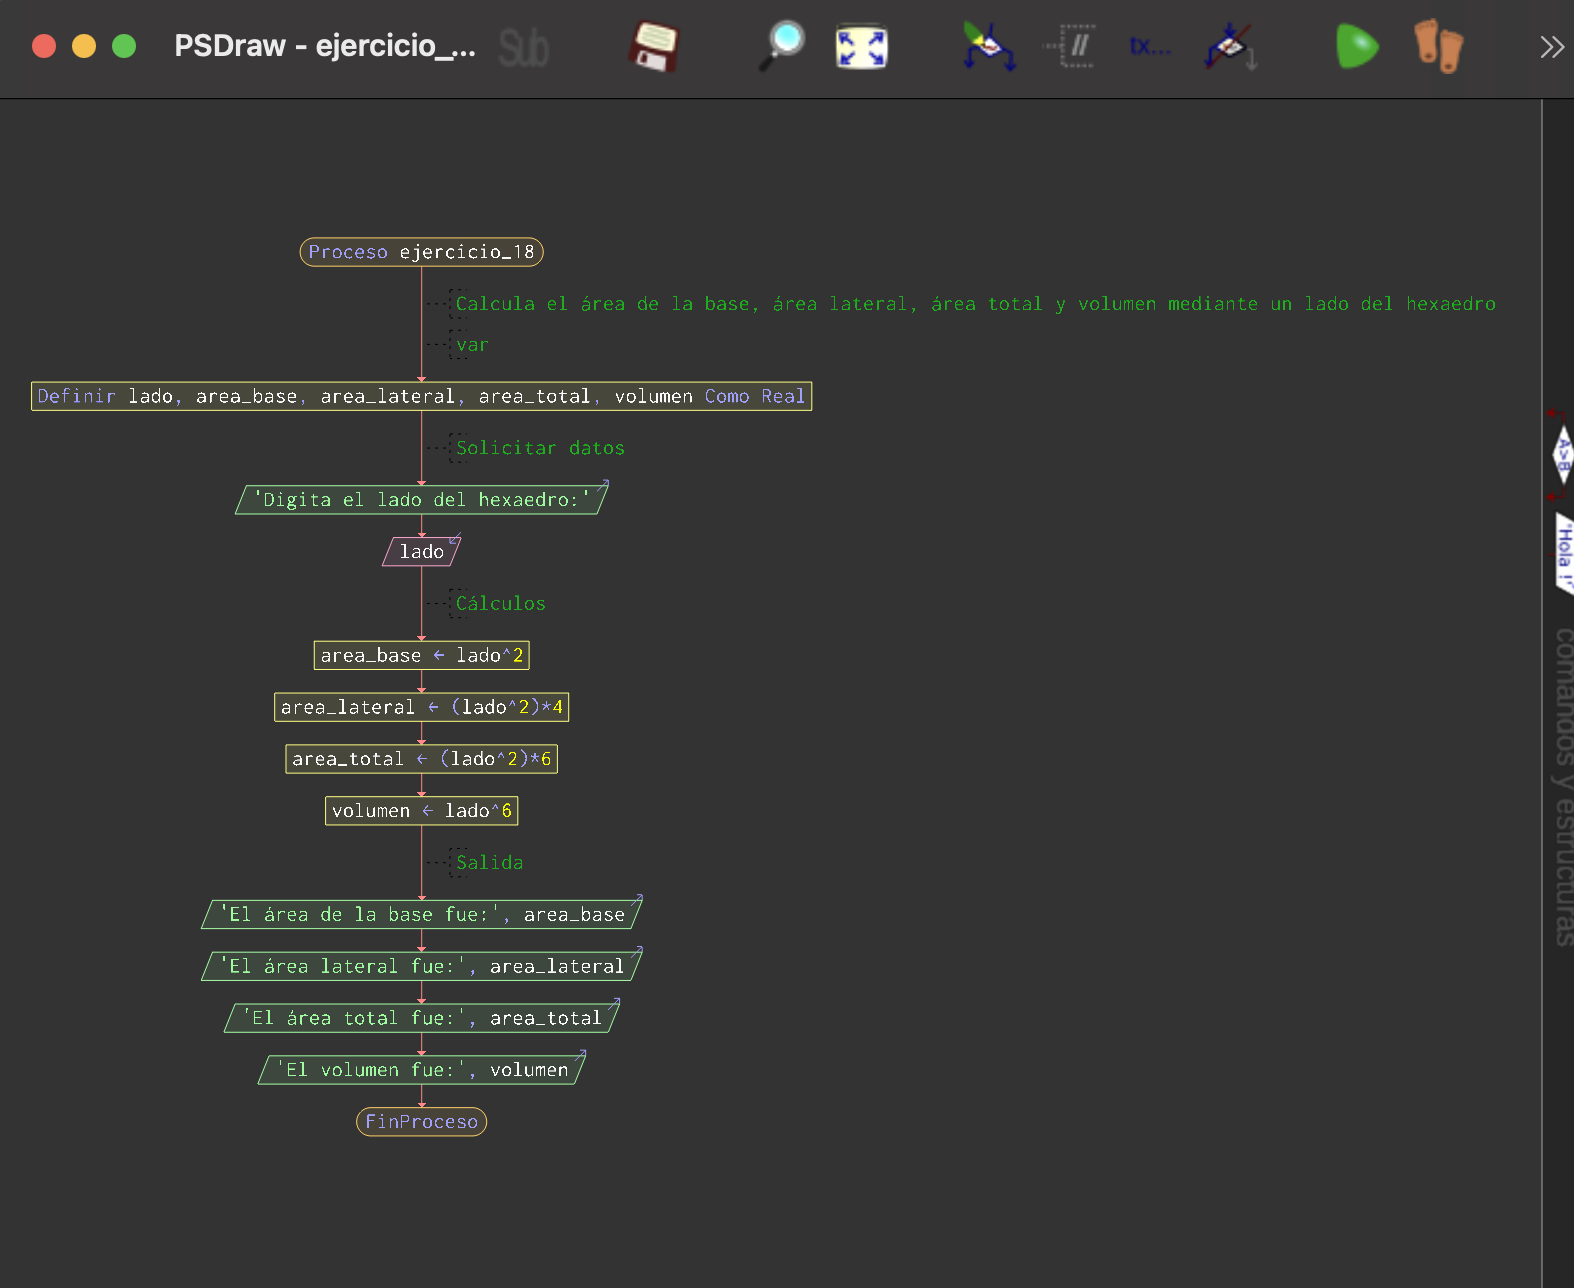 PSDraw - ejercicio_...
Sub
//
tx...
Proceso ejercicio_18
Calcula el área de la base, área lateral, área total y volumen mediante un lado del hexaedro
var
Definir lado, area_base, area_lateral, area_total, volumen Como Real
Solicitar datos
'Digita el lado del hexaedro:'
lado
Cálculos
area_base ← lado^2
area_lateral ← (lado^2)*4
area_total ← (lado^2)*6
volumen ← lado^6
Salida
'El área de la base fue:', area_base
'El área lateral fue:', area_lateral
'El área total fue:', area_total
'El volumen fue:', volumen
FinProceso
A>B
"Hola !"
comandos y estructuras